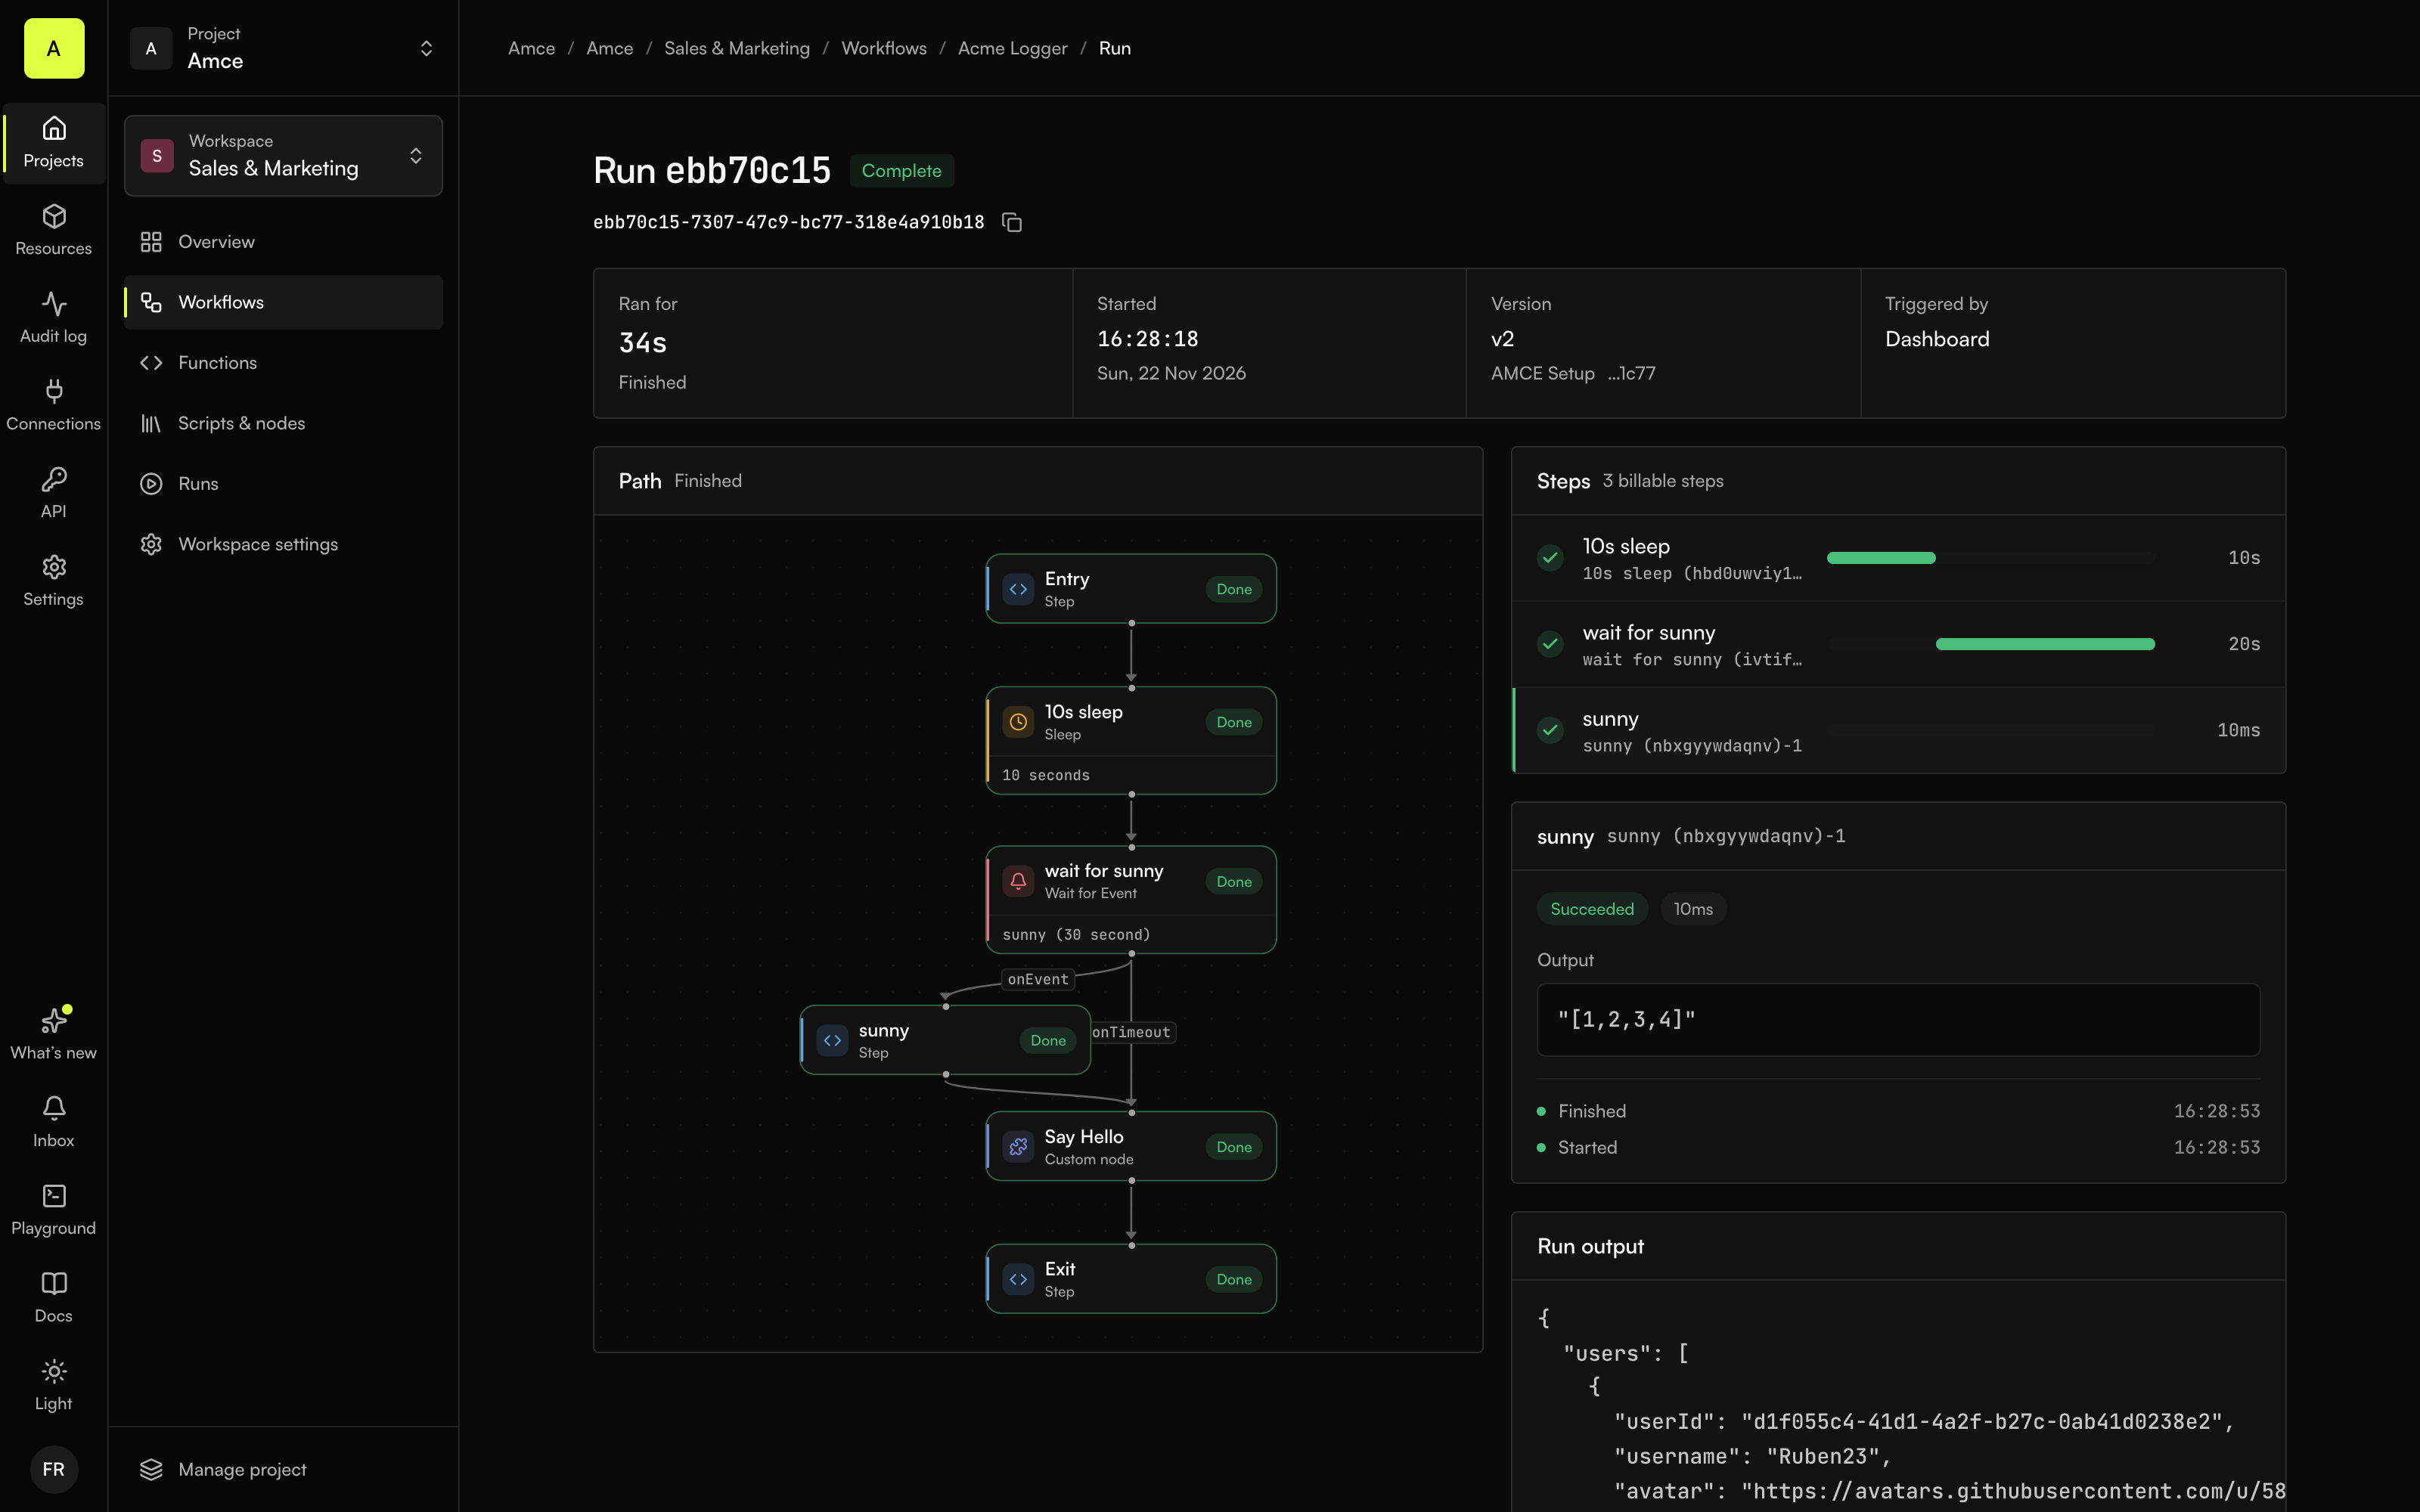 A
Projects
Resources
Audit log
Connections
API
Settings
What's new
Inbox
Playground
Docs
Light
FR
A
Project
Amce
S
Workspace
Sales & Marketing
Overview
Workflows
Functions
Scripts & nodes
Runs
Workspace settings
Manage project
Amce / Amce / Sales & Marketing / Workflows / Acme Logger / Run
Run ebb70c15 Complete
ebb70c15-7307-47c9-bc77-318e4a910b18
Ran for
34s
Finished
Started
16:28:18
Sun, 22 Nov 2026
Version
v2
AMCE Setup …1c77
Triggered by
Dashboard
Path Finished
Entry
Step
Done
10s sleep
Sleep
Done
10 seconds
wait for sunny
Wait for Event
Done
sunny (30 second)
onEvent
sunny
Step
Done
onTimeout
Say Hello
Custom node
Done
Exit
Step
Done
Steps 3 billable steps
10s sleep
10s sleep (hbd0uwviy1…
10s
wait for sunny
wait for sunny (ivtif…
20s
sunny
sunny (nbxgyywdaqnv)-1
10ms
sunny sunny (nbxgyywdaqnv)-1
Succeeded 10ms
Output
"[1,2,3,4]"
Finished 16:28:53
Started 16:28:53
Run output
{
"users": [
{
"userId": "d1f055c4-41d1-4a2f-b27c-0ab41d0238e2",
"username": "Ruben23",
"avatar": "https://avatars.githubusercontent.com/u/58